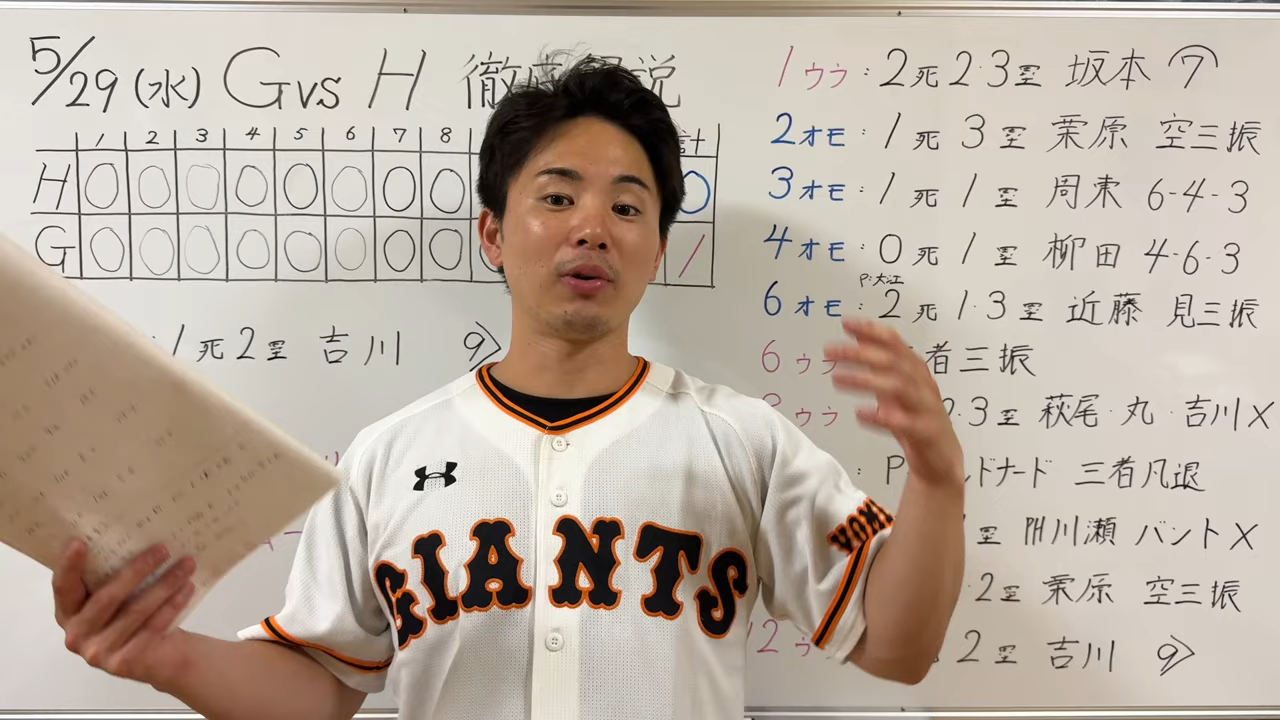 5/29(水) G vs H 徹底解説
1 2 3 4 5 6 7 8 計
H 0 0 0 0 0 0 0 0 0
G 0 0 0 0 0 0 0 0 1
1死2塁 吉川 9>
1ウラ:2死2・3塁 坂本 7
2オモ:1死3塁 栗原 空三振
3オモ:1死1塁 周東 6-4-3
4オモ:0死1塁 柳田 4-6-3
P:大江
6オモ:2死1・3塁 近藤 見三振
6ウラ 者三振
ウラ 2・3塁 萩尾・丸・吉川X
:P ルドナード 三者凡退
塁 川瀬 バントX
2塁 栗原 空三振
12ウ 2塁 吉川 9>
GIANTS